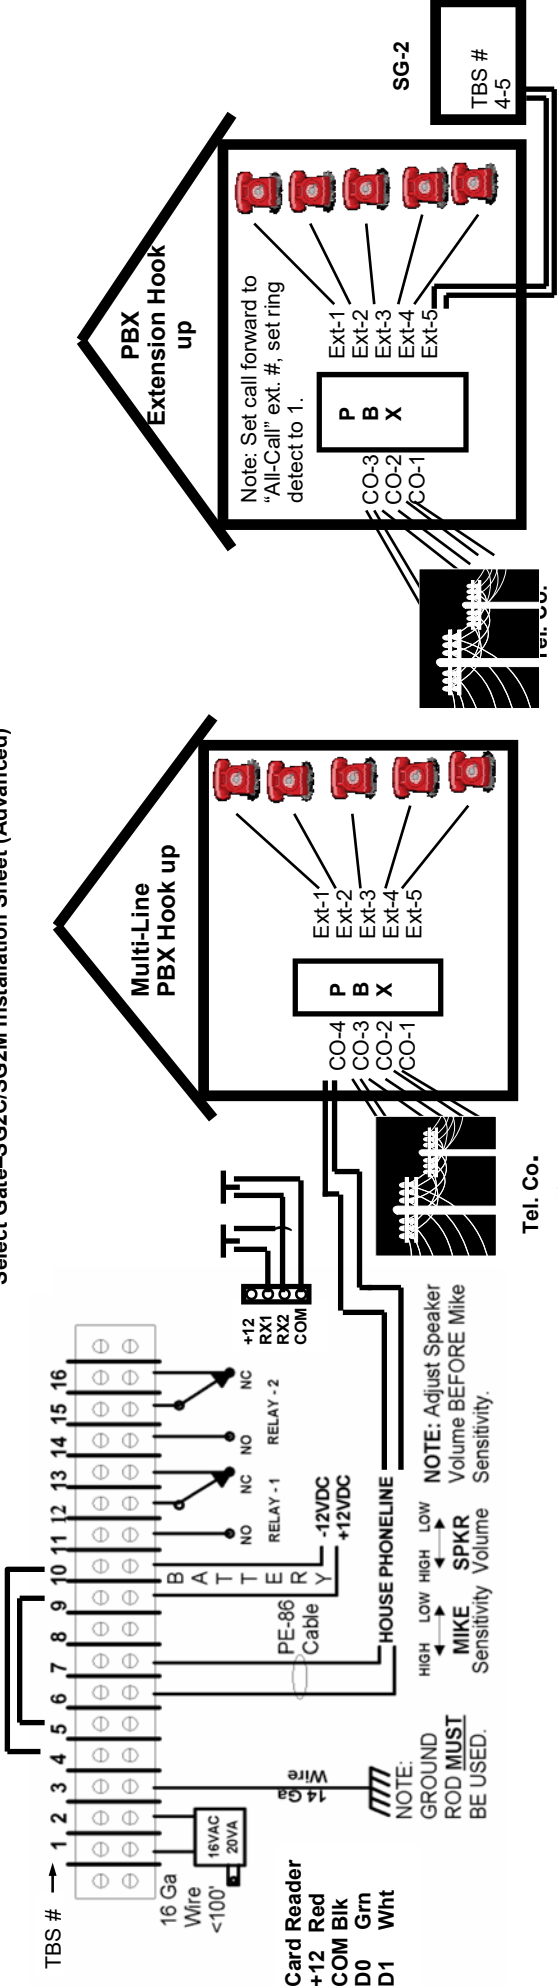 Select Gate–SG2C/SG2M Installation Sheet (Advanced)
TBS #
1 2 3 4 5 6 7 8 9 10 11 12 13 14 15 16
16 Ga
Wire
<100'
16VAC
20VA
Card Reader
+12 Red
COM Blk
D0 Grn
D1 Wht
14 Ga
Wire
NOTE:
GROUND
ROD MUST
BE USED.
PE-86
Cable
BATTERY
-12VDC
+12VDC
HOUSE PHONELINE
NO
NC
RELAY -1
NO
NC
RELAY -2
HIGH LOW
MIKE
Sensitivity
HIGH LOW
SPKR
Volume
NOTE: Adjust Speaker
Volume BEFORE Mike
Sensitivity.
+12
RX1
RX2
COM
Tel. Co.
Multi-Line
PBX Hook up
CO-4
CO-3
CO-2
CO-1
PBX
Ext-1
Ext-2
Ext-3
Ext-4
Ext-5
Tel. Co.
PBX
Extension Hook
up
Note: Set call forward to
“All-Call” ext. #, set ring
detect to 1.
CO-3
CO-2
CO-1
PBX
Ext-1
Ext-2
Ext-3
Ext-4
Ext-5
SG-2
TBS #
4-5